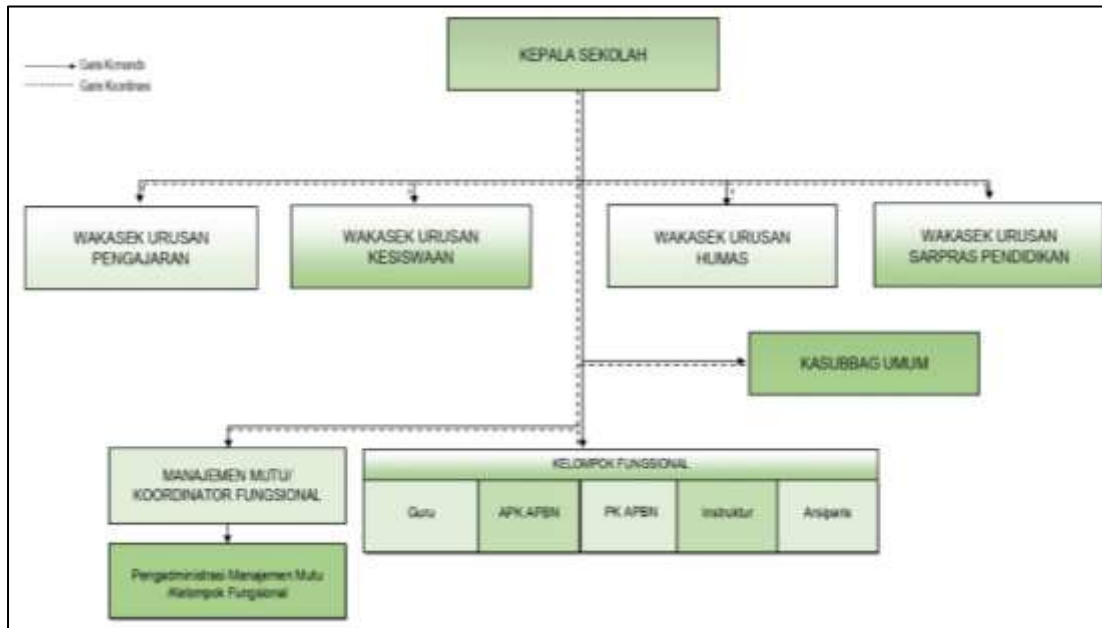 KEPALA SEKOLAH
Garis Komando
Garis Koordinasi
WAKASEK URUSAN
PENGAJARAN
WAKASEK URUSAN
KESISWAAN
WAKASEK URUSAN
HUMAS
WAKASEK URUSAN
SARPRAS PENDIDIKAN
KASUBBAG UMUM
MANAJEMEN MUTU/
KOORDINATOR FUNGSIONAL
KELOMPOK FUNGSIONAL
Guru
APK APBN
PK APBN
Instruktur
Arsiparis
Pengadministrasi Manajemen Mutu
/Kelompok Fungsional